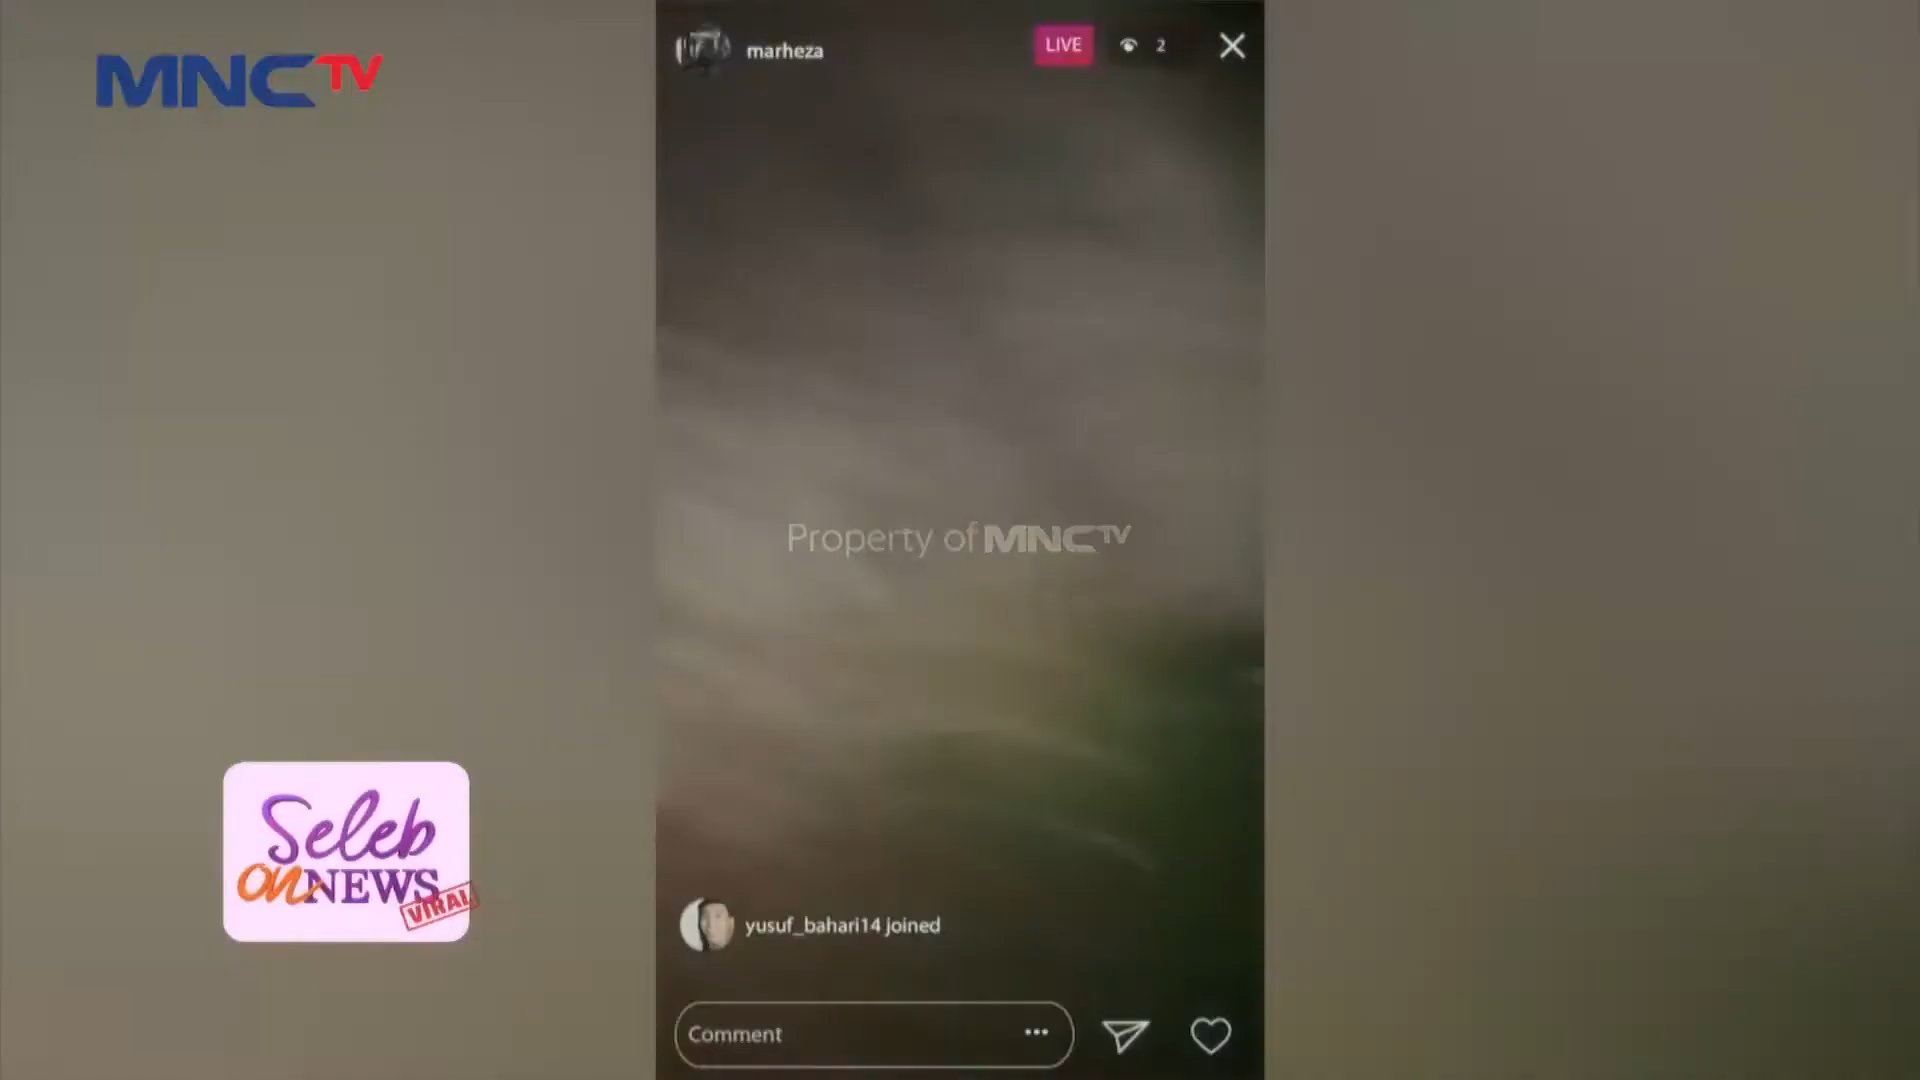 MNCTV
marheza
LIVE
2
Property of MNCTV
Seleb
on NEWS
VIRAL
yusuf_bahari14 joined
Comment